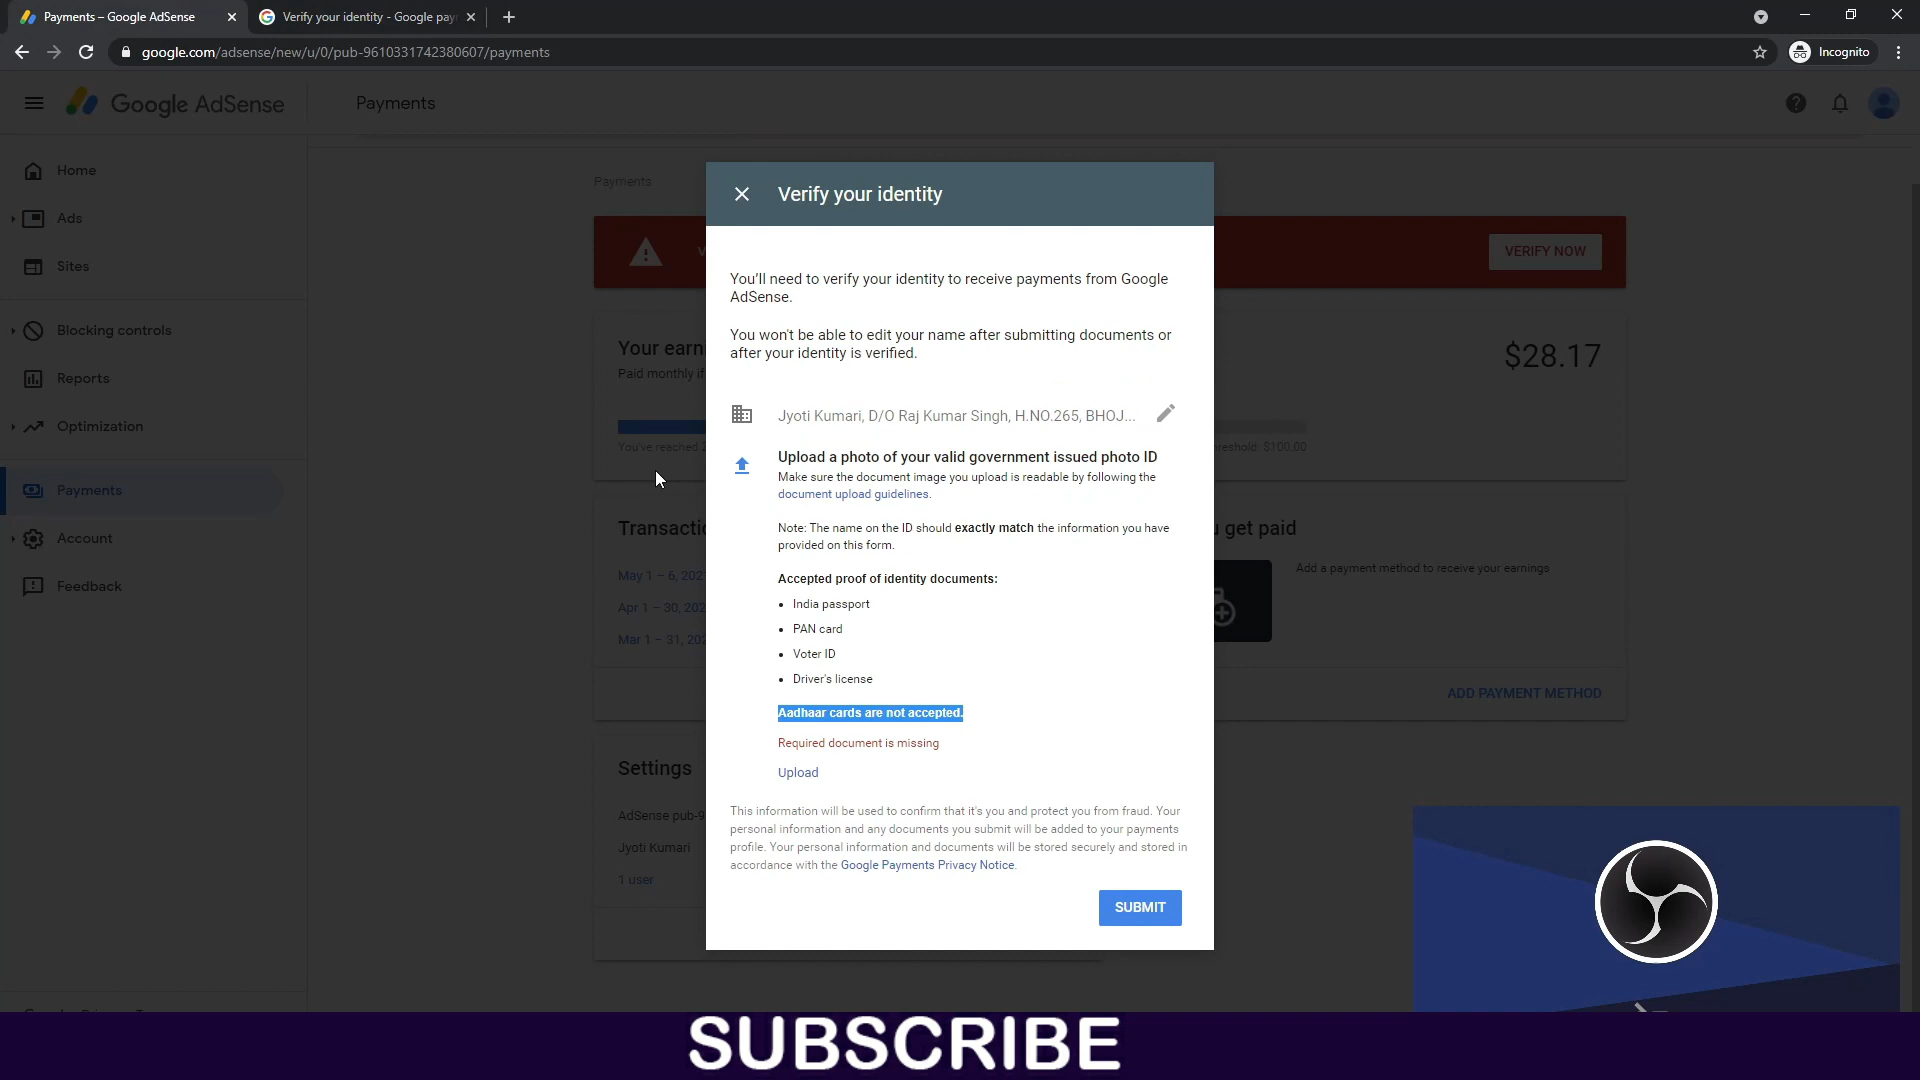 Payments – Google AdSense
Verify your identity - Google pay
google.com/adsense/new/u/0/pub-9610331742380607/payments
Incognito
Google AdSense
Payments
Home
Ads
Sites
Blocking controls
Reports
Optimization
Payments
Account
Feedback
Payments
VERIFY NOW
Your earn
Paid monthly if
$28.17
You've reached
reshold: $100.00
Transactio
May 1 – 6, 202
Apr 1 – 30, 202
Mar 1 – 31, 202
u get paid
Add a payment method to receive your earnings
ADD PAYMENT METHOD
Settings
AdSense pub-9
Jyoti Kumari
1 user
Verify your identity
You'll need to verify your identity to receive payments from Google
AdSense.
You won't be able to edit your name after submitting documents or
after your identity is verified.
Jyoti Kumari, D/O Raj Kumar Singh, H.NO.265, BHOJ...
Upload a photo of your valid government issued photo ID
Make sure the document image you upload is readable by following the
document upload guidelines.
Note: The name on the ID should exactly match the information you have
provided on this form.
Accepted proof of identity documents:
• India passport
• PAN card
• Voter ID
• Driver's license
Aadhaar cards are not accepted.
Required document is missing
Upload
This information will be used to confirm that it's you and protect you from fraud. Your
personal information and any documents you submit will be added to your payments
profile. Your personal information and documents will be stored securely and stored in
accordance with the Google Payments Privacy Notice.
SUBMIT
SUBSCRIBE